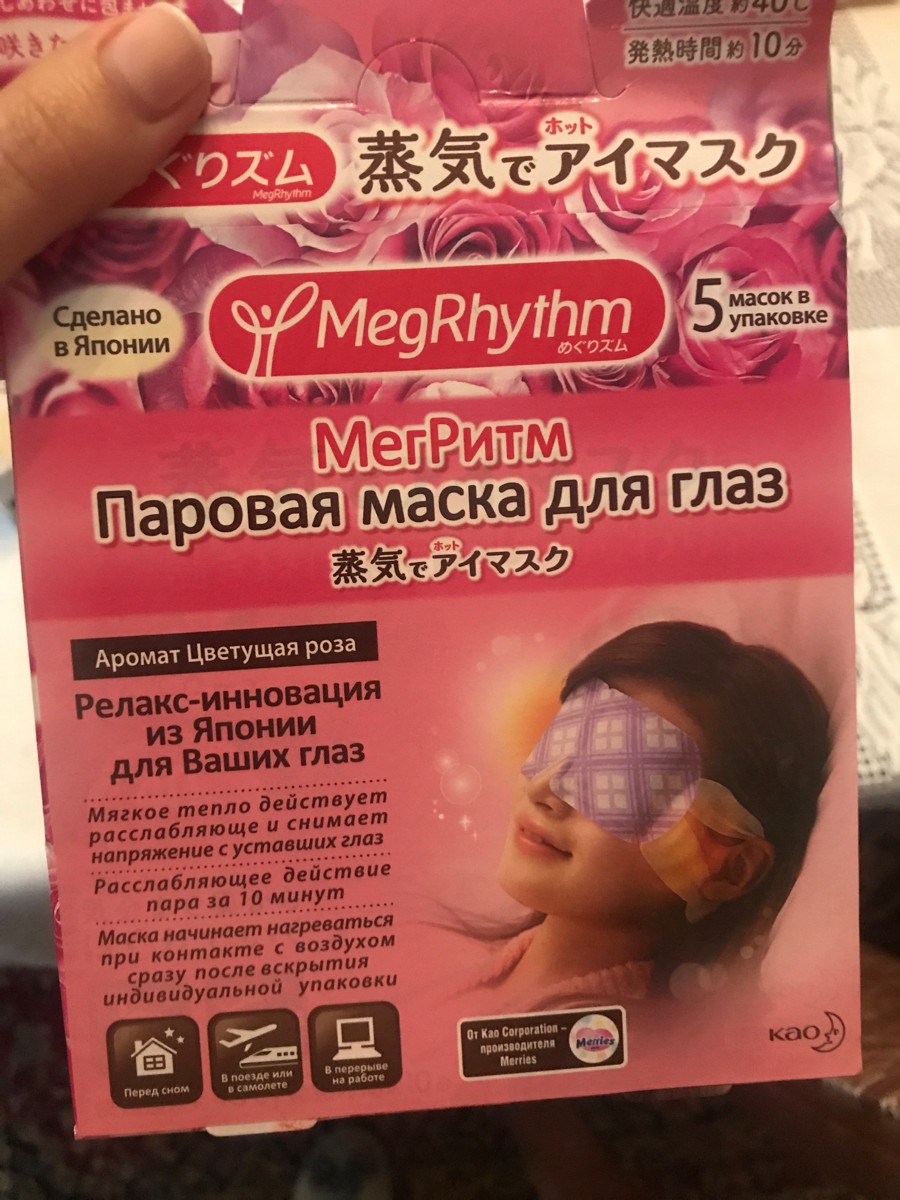 咲きた
快適温度 約40℃
発熱時間 約10分
ぐりズム
MegRhythm
ホット
蒸気でアイマスク
Сделано
в Японии
MegRhythm
めぐりズム
5 масок в
упаковке
МегРитм
Паровая маска для глаз
ホット
蒸気でアイマスク
Аромат Цветущая роза
Релакс-инновация
из Японии
для Ваших глаз
Мягкое тепло действует
расслабляюще и снимает
напряжение с уставших глаз
Расслабляющее действие
пара за 10 минут
Маска начинает нагреваться
при контакте с воздухом
сразу после вскрытия
индивидуальной упаковки
Перед сном
В поезде или
в самолете
В перерыве
на работе
От Kao Corporation –
производителя
Merries
Merries
Kao